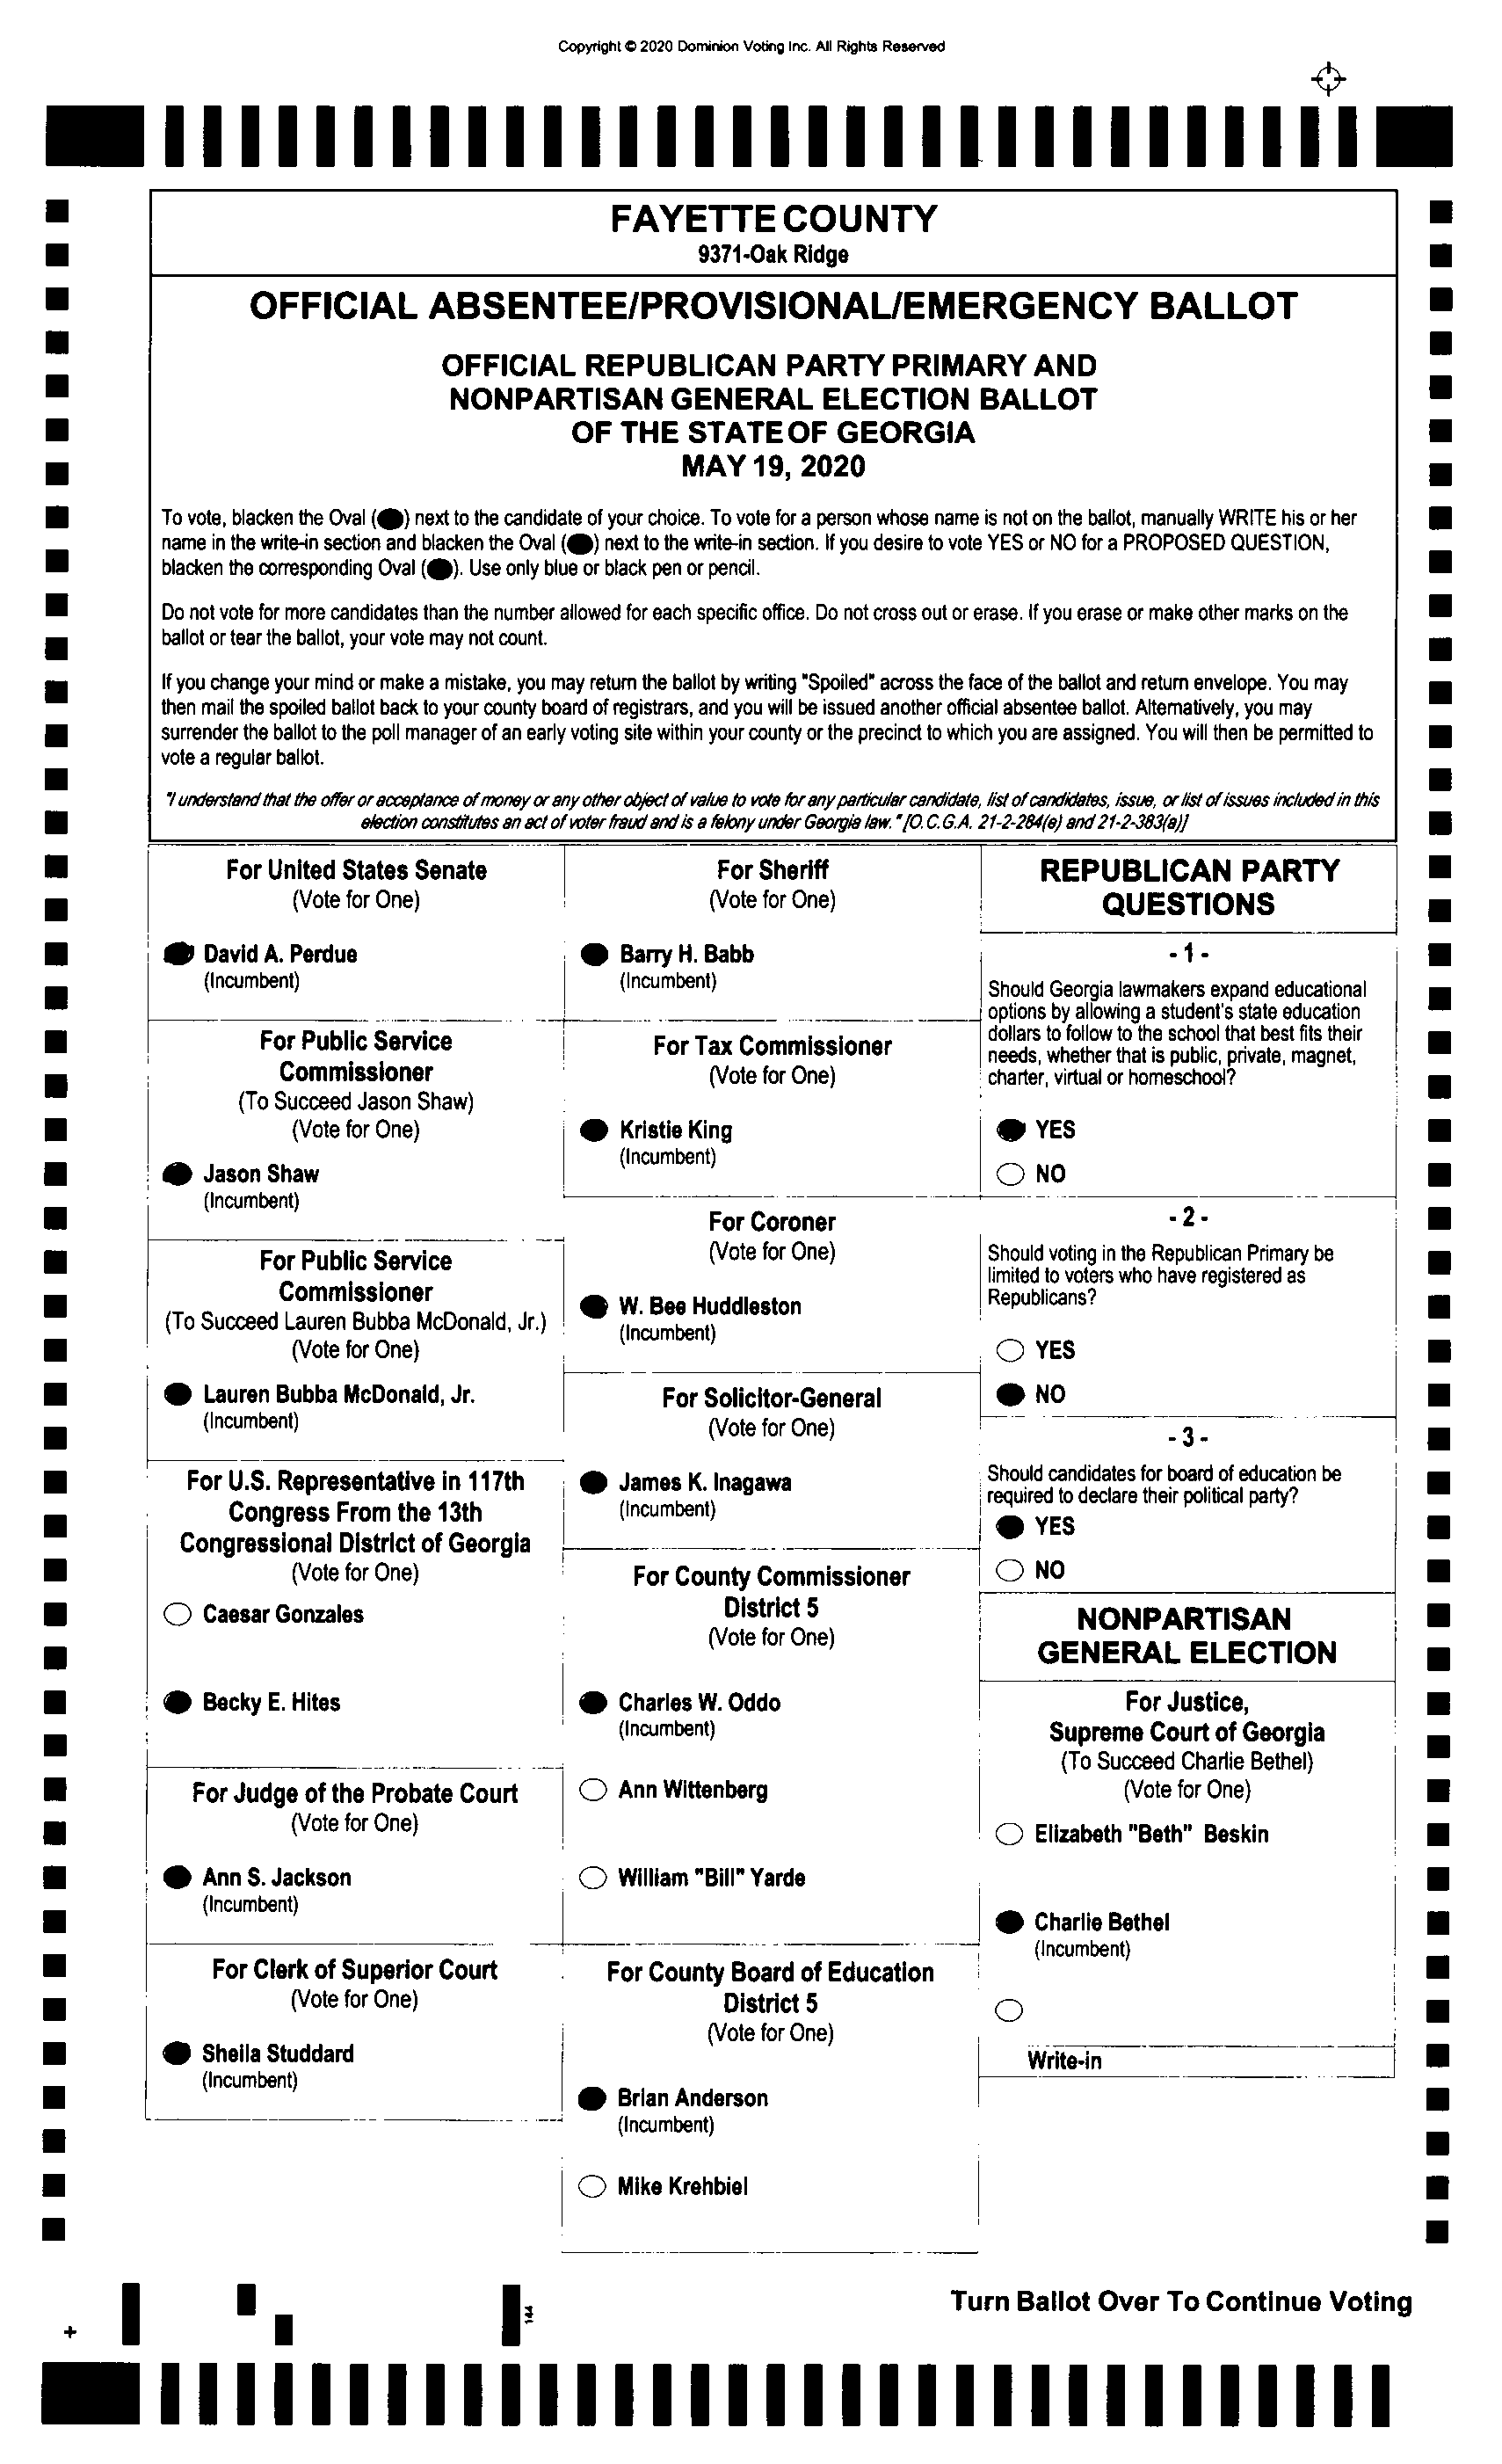 Copyright © 2020 Dominion Voting Inc. All Rights Reserved
FAYETTE COUNTY
9371-Oak Ridge
OFFICIAL ABSENTEE/PROVISIONAL/EMERGENCY BALLOT
OFFICIAL REPUBLICAN PARTY PRIMARY AND
NONPARTISAN GENERAL ELECTION BALLOT
OF THE STATE OF GEORGIA
MAY 19, 2020
To vote, blacken the Oval (●) next to the candidate of your choice. To vote for a person whose name is not on the ballot, manually WRITE his or her
name in the write-in section and blacken the Oval (●) next to the write-in section. If you desire to vote YES or NO for a PROPOSED QUESTION,
blacken the corresponding Oval (●). Use only blue or black pen or pencil.
Do not vote for more candidates than the number allowed for each specific office. Do not cross out or erase. If you erase or make other marks on the
ballot or tear the ballot, your vote may not count.
If you change your mind or make a mistake, you may return the ballot by writing "Spoiled" across the face of the ballot and return envelope. You may
then mail the spoiled ballot back to your county board of registrars, and you will be issued another official absentee ballot. Alternatively, you may
surrender the ballot to the poll manager of an early voting site within your county or the precinct to which you are assigned. You will then be permitted to
vote a regular ballot.
"I understand that the offer or acceptance of money or any other object of value to vote for any particular candidate, list of candidates, issue, or list of issues included in this
election constitutes an act of voter fraud and is a felony under Georgia law." [O.C.G.A. 21-2-284(e) and 21-2-383(a)]
For United States Senate
(Vote for One)
David A. Perdue
(Incumbent)
For Public Service
Commissioner
(To Succeed Jason Shaw)
(Vote for One)
Jason Shaw
(Incumbent)
For Public Service
Commissioner
(To Succeed Lauren Bubba McDonald, Jr.)
(Vote for One)
Lauren Bubba McDonald, Jr.
(Incumbent)
For U.S. Representative in 117th
Congress From the 13th
Congressional District of Georgia
(Vote for One)
Caesar Gonzales
Becky E. Hites
For Judge of the Probate Court
(Vote for One)
Ann S. Jackson
(Incumbent)
For Clerk of Superior Court
(Vote for One)
Sheila Studdard
(Incumbent)
For Sheriff
(Vote for One)
Barry H. Babb
(Incumbent)
For Tax Commissioner
(Vote for One)
Kristie King
(Incumbent)
For Coroner
(Vote for One)
W. Bee Huddleston
(Incumbent)
For Solicitor-General
(Vote for One)
James K. Inagawa
(Incumbent)
For County Commissioner
District 5
(Vote for One)
Charles W. Oddo
(Incumbent)
Ann Wittenberg
William "Bill" Yarde
For County Board of Education
District 5
(Vote for One)
Brian Anderson
(Incumbent)
Mike Krehbiel
REPUBLICAN PARTY
QUESTIONS
- 1 -
Should Georgia lawmakers expand educational
options by allowing a student's state education
dollars to follow to the school that best fits their
needs, whether that is public, private, magnet,
charter, virtual or homeschool?
YES
NO
- 2 -
Should voting in the Republican Primary be
limited to voters who have registered as
Republicans?
YES
NO
- 3 -
Should candidates for board of education be
required to declare their political party?
YES
NO
NONPARTISAN
GENERAL ELECTION
For Justice,
Supreme Court of Georgia
(To Succeed Charlie Bethel)
(Vote for One)
Elizabeth "Beth" Beskin
Charlie Bethel
(Incumbent)
Write-in
Turn Ballot Over To Continue Voting
144
+